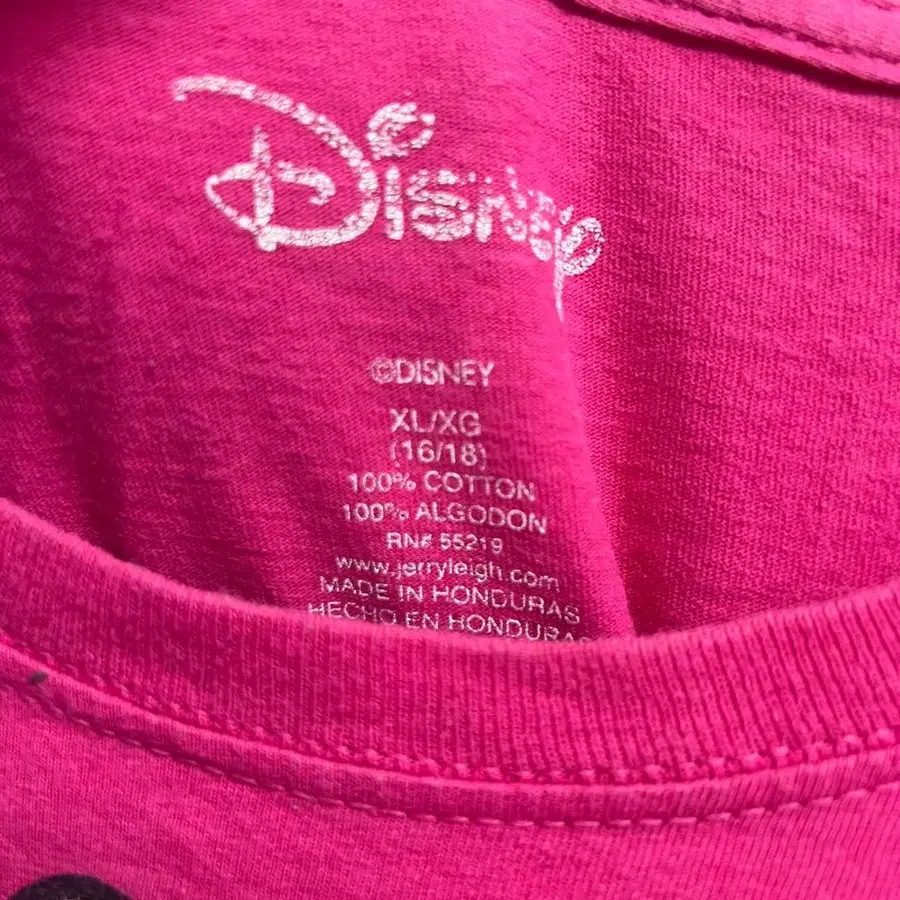 Disney
©DISNEY
XL/XG
(16/18)
100% COTTON
100% ALGODON
RN# 55219
www.jerryleigh.com
MADE IN HONDURAS
HECHO EN HONDURAS